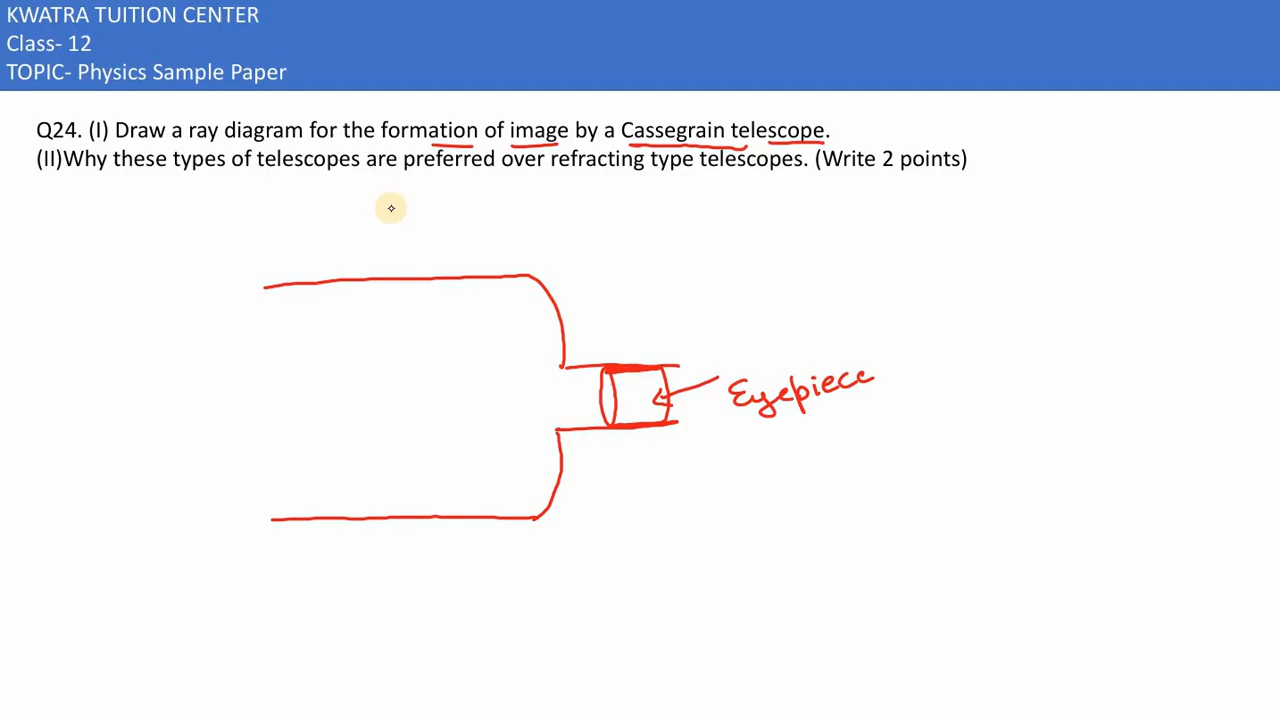 KWATRA TUITION CENTER
Class- 12
TOPIC- Physics Sample Paper
Q24. (I) Draw a ray diagram for the formation of image by a Cassegrain telescope.
(II)Why these types of telescopes are preferred over refracting type telescopes. (Write 2 points)
Eyepiece